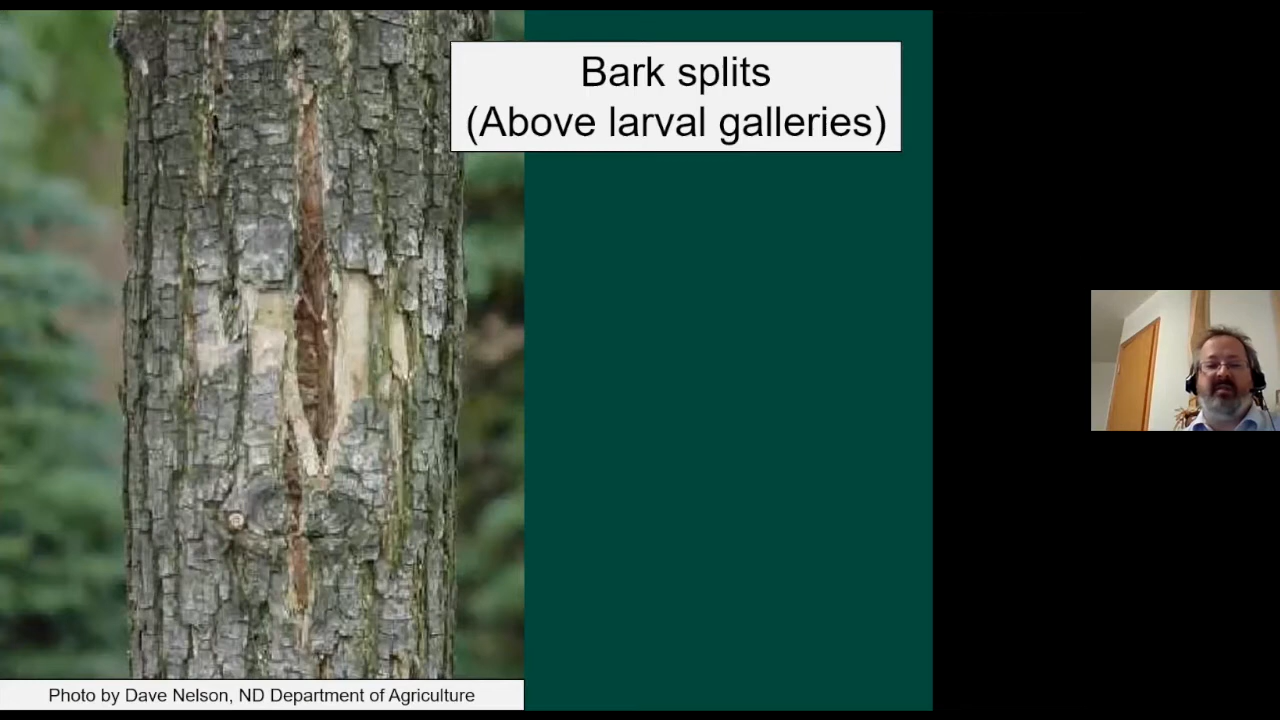 Bark splits
(Above larval galleries)
Photo by Dave Nelson, ND Department of Agriculture